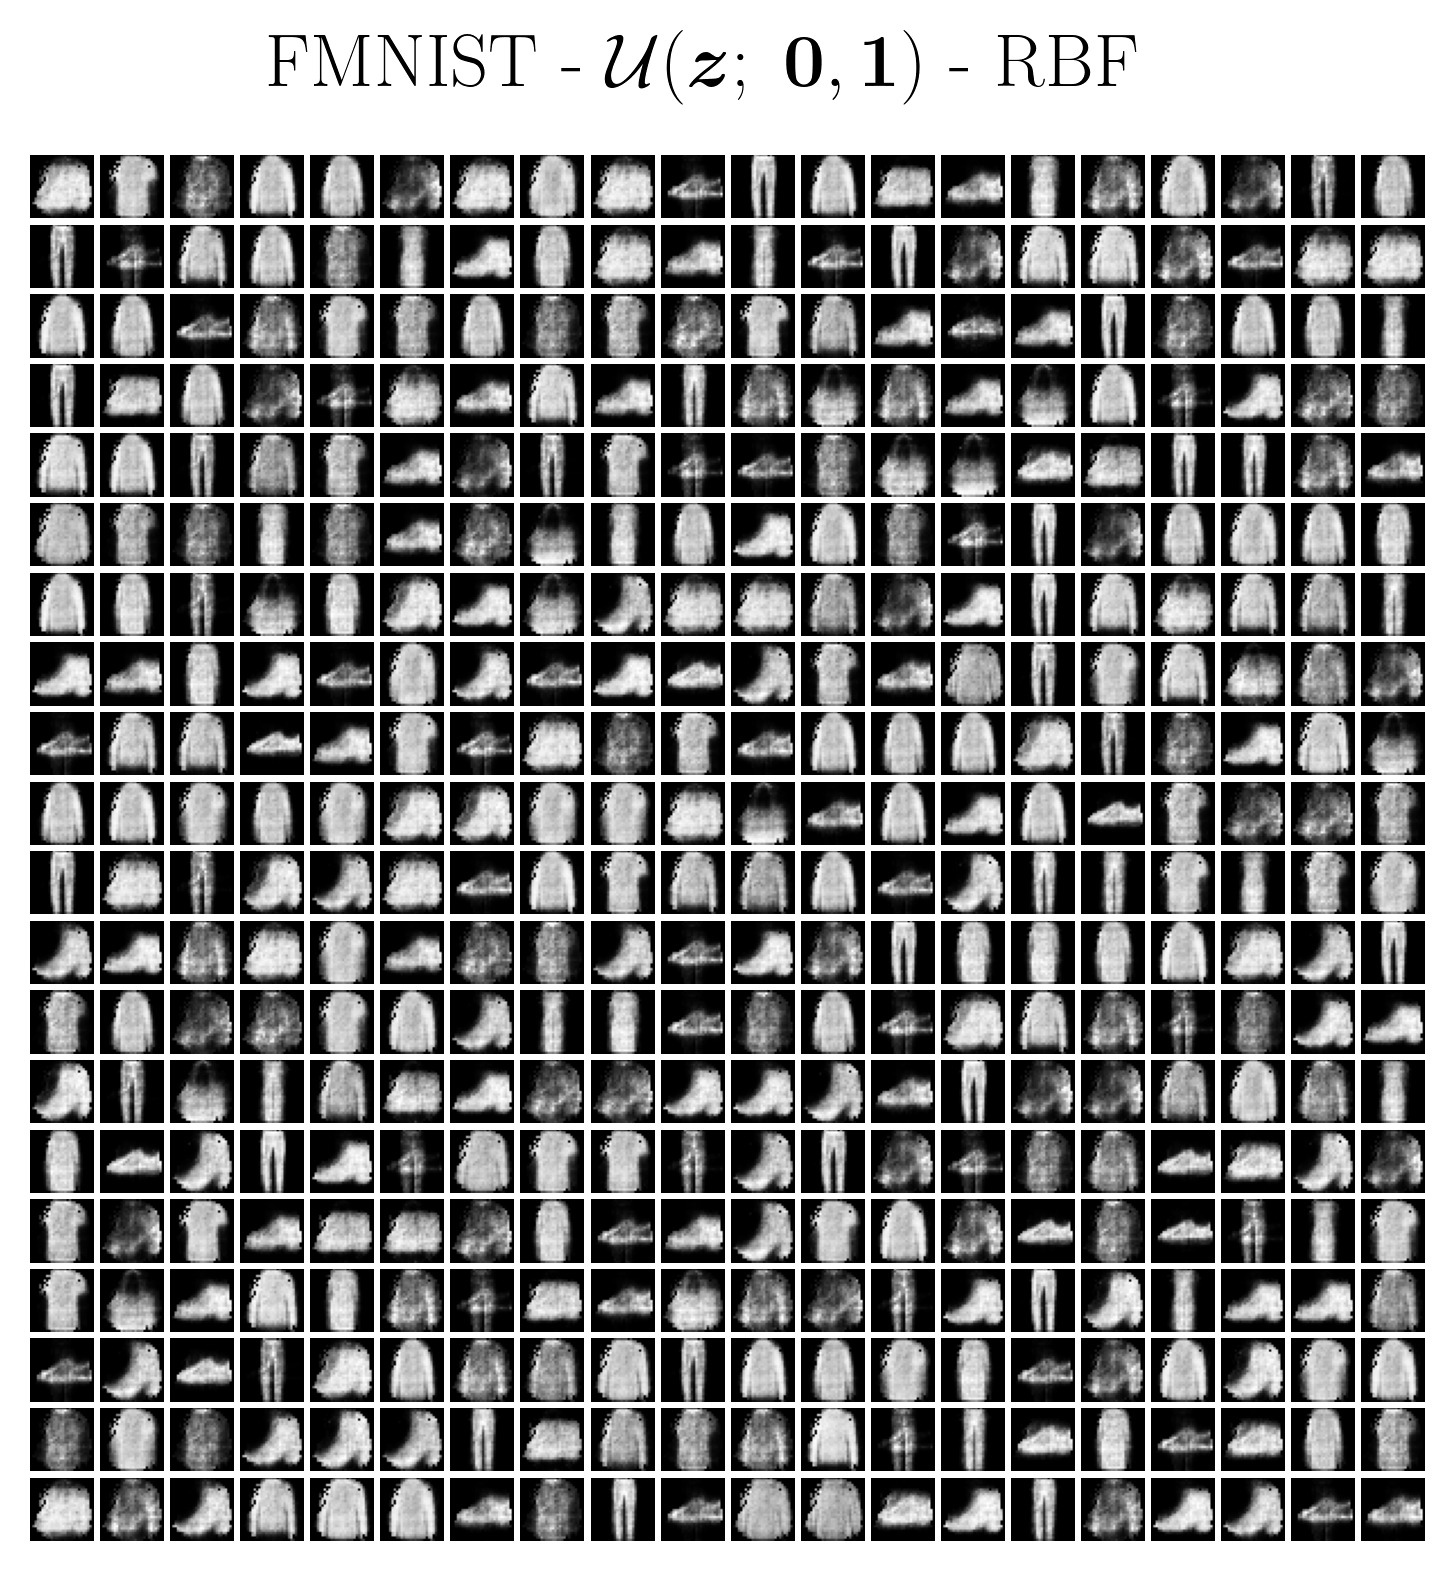 FMNIST - 𝒰(𝒛; 𝟎, 𝟏) - RBF